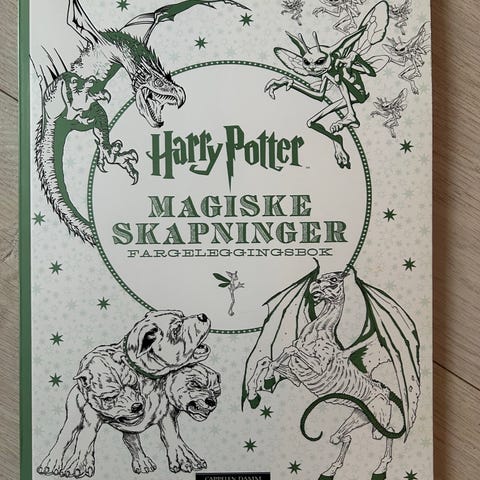 Harry Potter
MAGISKE
SKAPNINGER
FARGELEGGINGSBOK
CAPPELEN DAMM